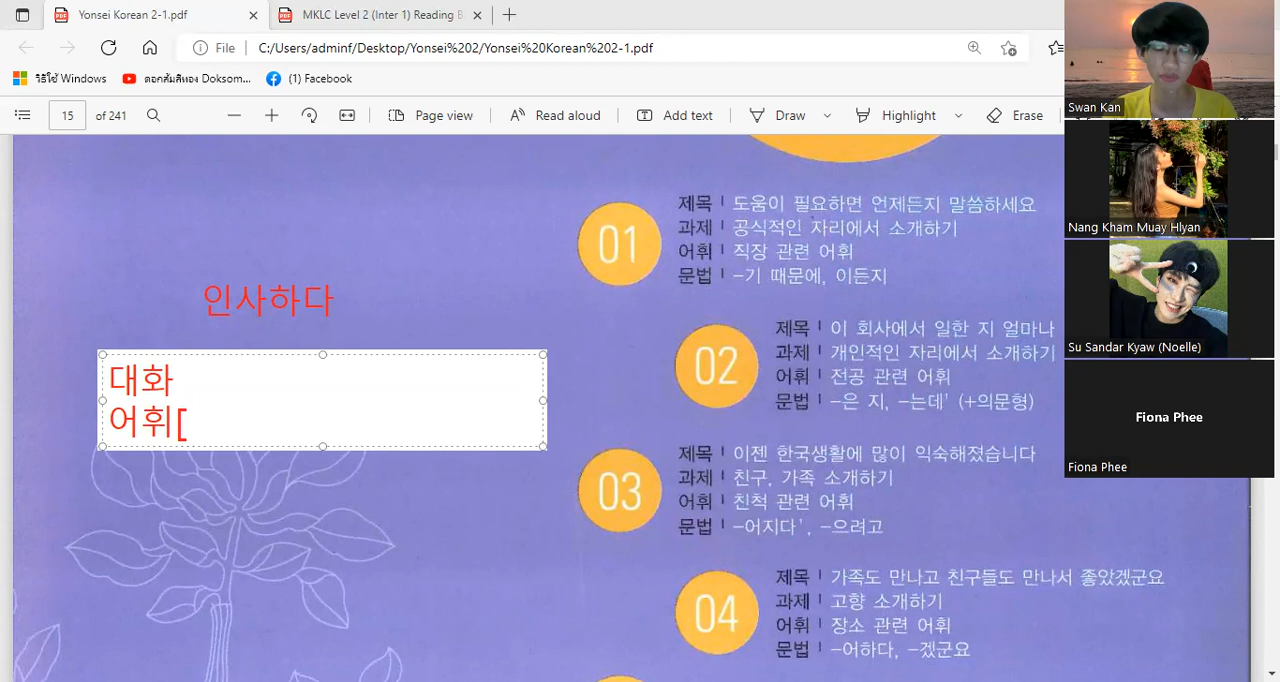 Yonsei Korean 2-1.pdf
MKLC Level 2 (Inter 1) Reading B
File
C:/Users/adminf/Desktop/Yonsei%202/Yonsei%20Korean%202-1.pdf
วิธีใช้ Windows
ดอกส้มสีทอง Doksom...
(1) Facebook
15 of 241
Page view
Read aloud
Add text
Draw
Highlight
Erase
인사하다
대화
어휘[
01
제목 도움이 필요하면 언제든지 말씀하세요
과제 공식적인 자리에서 소개하기
어휘 직장 관련 어휘
문법 –기 때문에, 이든지
02
제목 이 회사에서 일한 지 얼마나
과제 개인적인 자리에서 소개하기
어휘 전공 관련 어휘
문법 –은 지, –는데' (+의문형)
03
제목 이젠 한국생활에 많이 익숙해졌습니다
과제 친구, 가족 소개하기
어휘 친척 관련 어휘
문법 –어지다', –으려고
04
제목 가족도 만나고 친구들도 만나서 좋았겠군요
과제 고향 소개하기
어휘 장소 관련 어휘
문법 –어하다, –겠군요
Swan Kan
Nang Kham Muay Hlyan
Su Sandar Kyaw (Noelle)
Fiona Phee
Fiona Phee